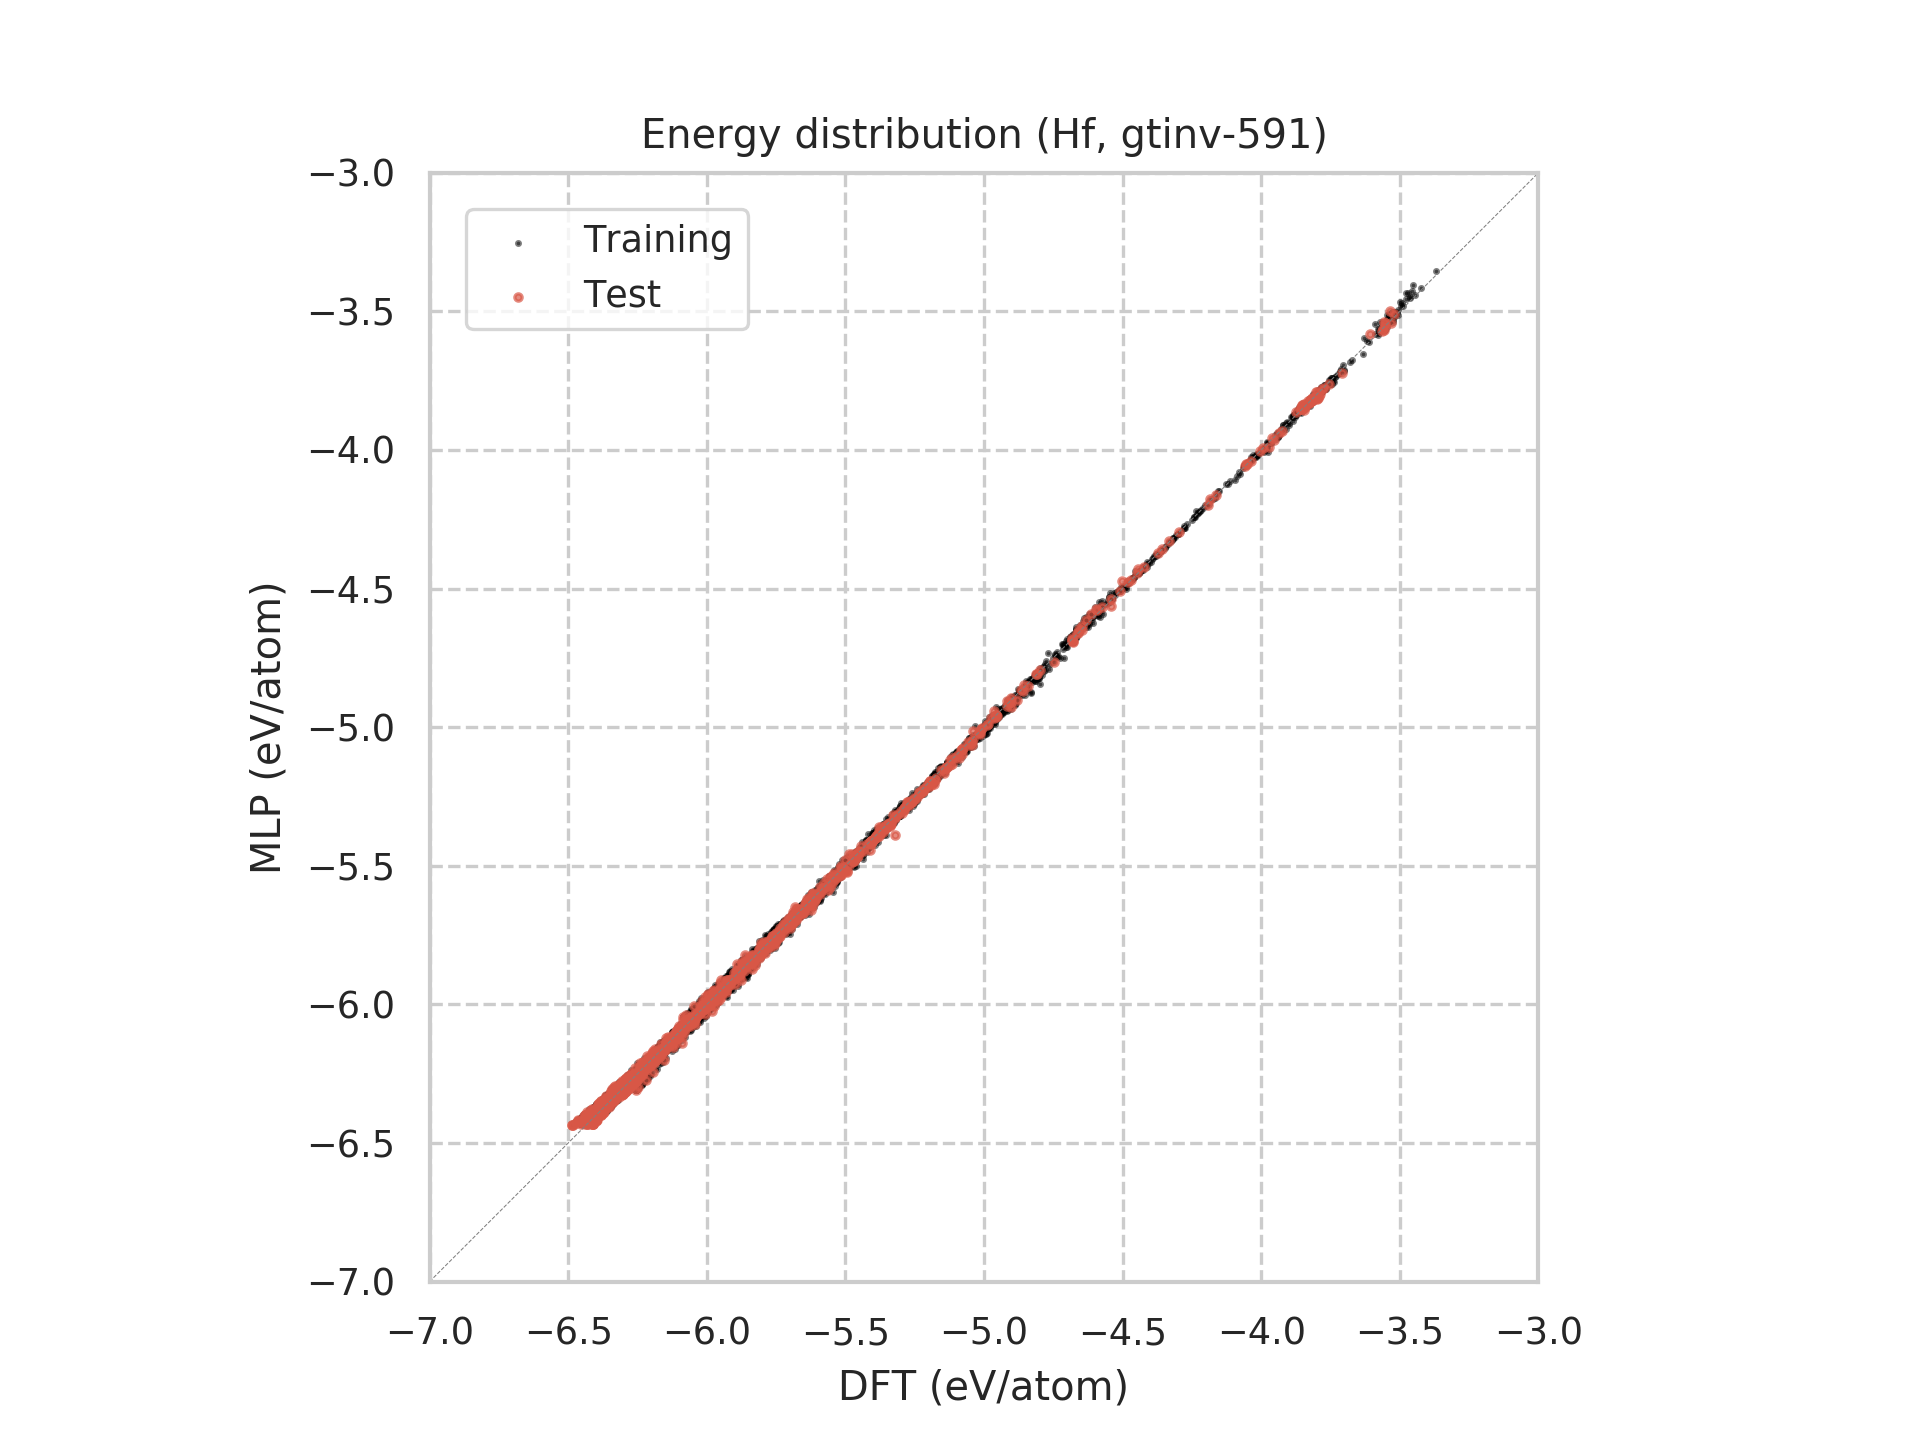 Energy distribution (Hf, gtinv-591)
−3.0
Training
Test
−3.5
−4.0
−4.5
−5.0
−5.5
−6.0
−6.5
−7.0
MLP (eV/atom)
−7.0 −6.5 −6.0 −5.5 −5.0 −4.5 −4.0 −3.5 −3.0
DFT (eV/atom)